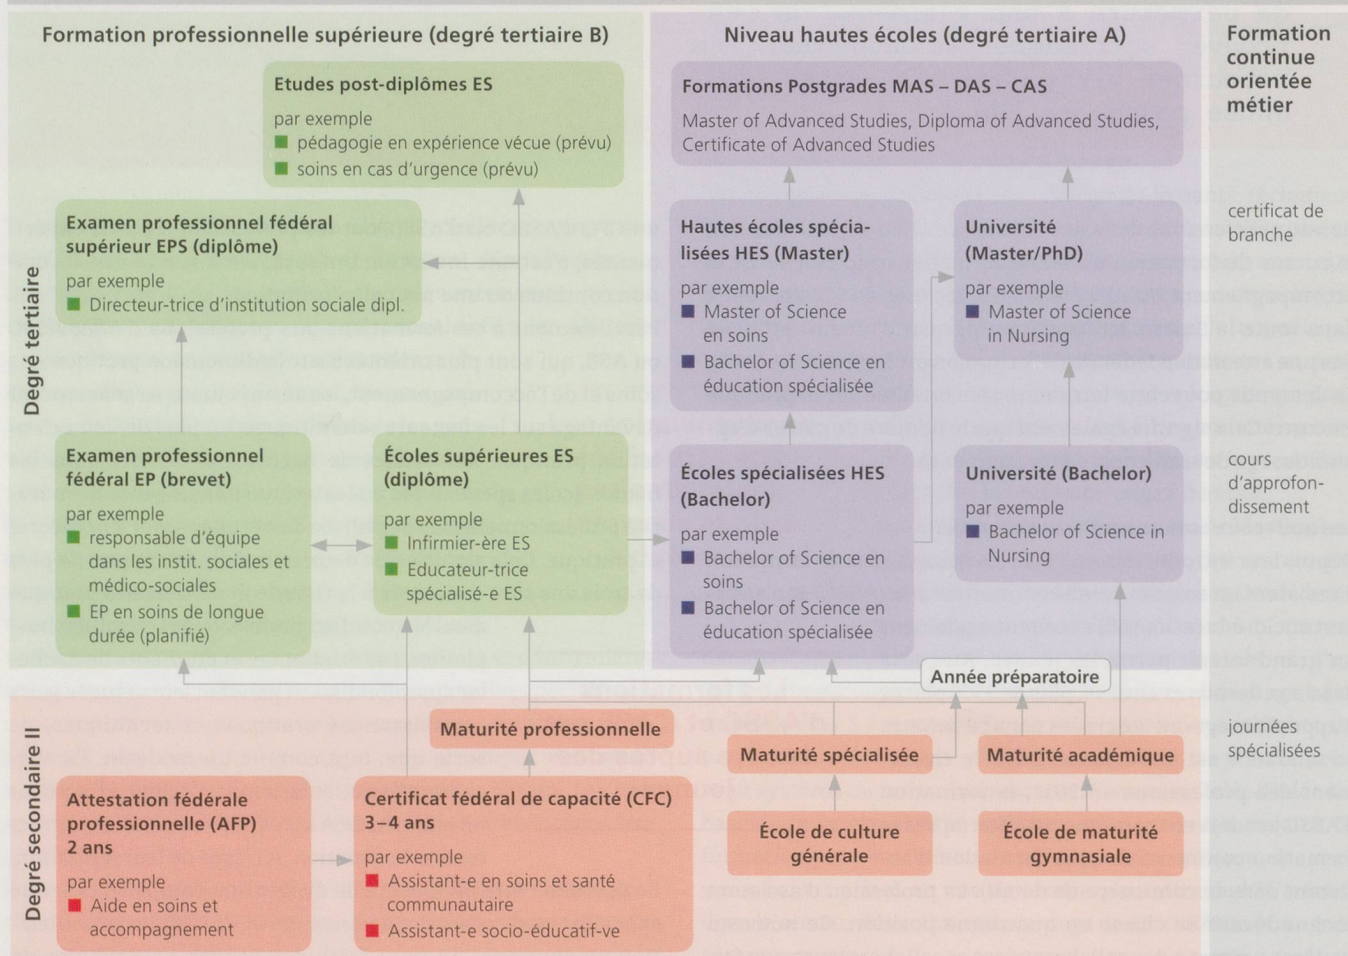 Formation professionnelle supérieure (degré tertiaire B)
Etudes post-diplômes ES
par exemple
pédagogie en expérience vécue (prévu)
soins en cas d'urgence (prévu)
Examen professionnel fédéral
supérieur EPS (diplôme)
par exemple
Directeur-trice d'institution sociale dipl.
Degré tertiaire
Examen professionnel
fédéral EP (brevet)
par exemple
responsable d'équipe
dans les instit. sociales et
médico-sociales
EP en soins de longue
durée (planifié)
Écoles supérieures ES
(diplôme)
par exemple
Infirmier-ère ES
Educateur-trice
spécialisé-e ES
Niveau hautes écoles (degré tertiaire A)
Formations Postgrades MAS – DAS – CAS
Master of Advanced Studies, Diploma of Advanced Studies,
Certificate of Advanced Studies
Hautes écoles spécia-
lisées HES (Master)
par exemple
Master of Science
en soins
Bachelor of Science en
éducation spécialisée
Université
(Master/PhD)
par exemple
Master of Science
in Nursing
Écoles spécialisées HES
(Bachelor)
par exemple
Bachelor of Science en
soins
Bachelor of Science en
éducation spécialisée
Université (Bachelor)
par exemple
Bachelor of Science in
Nursing
Année préparatoire
Formation
continue
orientée
métier
certificat de
branche
cours
d'approfon-
dissement
journées
spécialisées
Degré secondaire II
Maturité professionnelle
Maturité spécialisée
Maturité académique
Attestation fédérale
professionnelle (AFP)
2 ans
par exemple
Aide en soins et
accompagnement
Certificat fédéral de capacité (CFC)
3–4 ans
par exemple
Assistant-e en soins et santé
communautaire
Assistant-e socio-éducatif-ve
École de culture
générale
École de maturité
gymnasiale